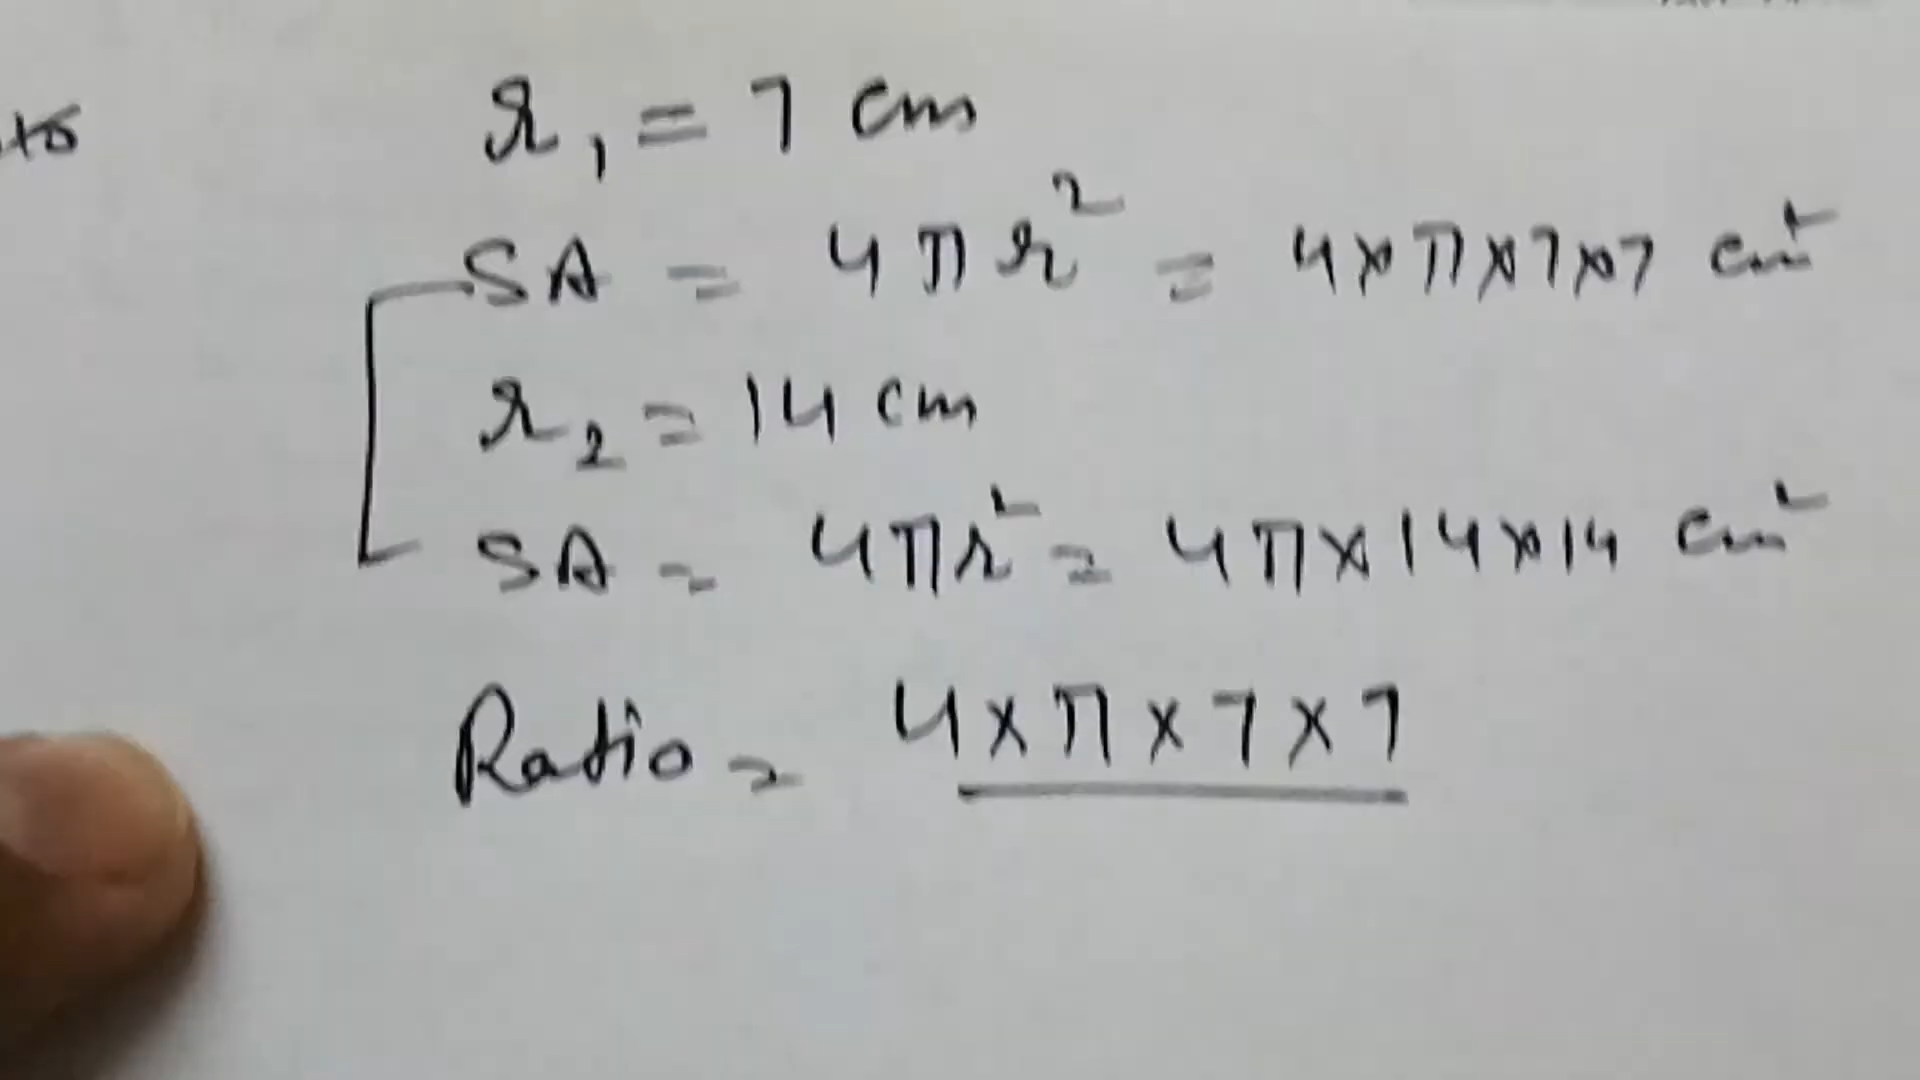 to
r₁ = 7 cm
SA = 4πr² = 4×π×7×7 cm²
r₂ = 14 cm
SA = 4πr² = 4π×14×14 cm²
Ratio = 4×π×7×7